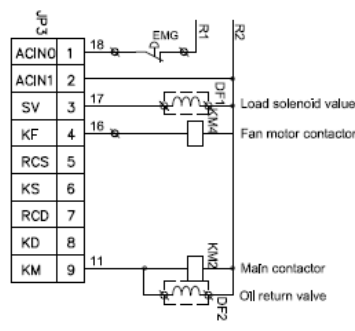 JP3
R1
R2
EMG
ACIN0 1 18
ACIN1 2
SV 3 17
DF1
Load solenoid value
KF 4 16
KM4
Fan motor contactor
RCS 5
KS 6
RCD 7
KD 8
KM 9 11
KM2
Main contactor
Oil return valve
DF2